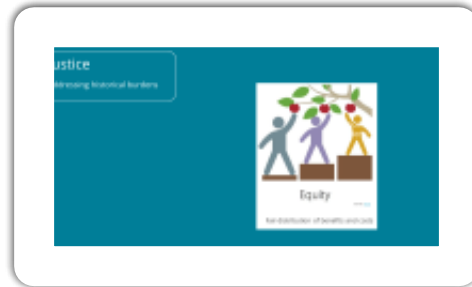 ustice
ddressing historical burdens
Equity
Fair distribution of benefits and costs